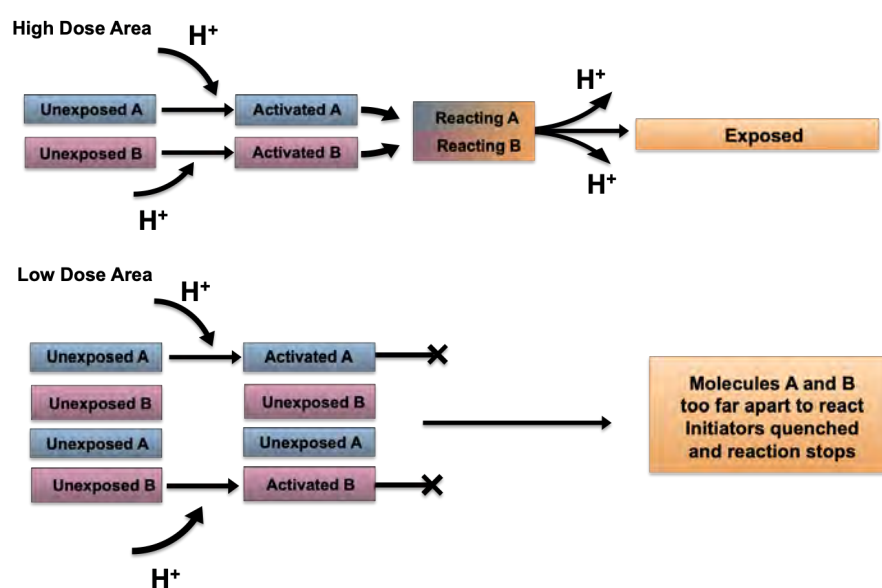 High Dose Area
H+
Unexposed A
Activated A
Unexposed B
Activated B
H+
Reacting A
Reacting B
H+
H+
Exposed
Low Dose Area
H+
Unexposed A
Activated A
Unexposed B
Unexposed B
Unexposed A
Unexposed A
Unexposed B
Activated B
H+
Molecules A and B
too far apart to react
Initiators quenched
and reaction stops